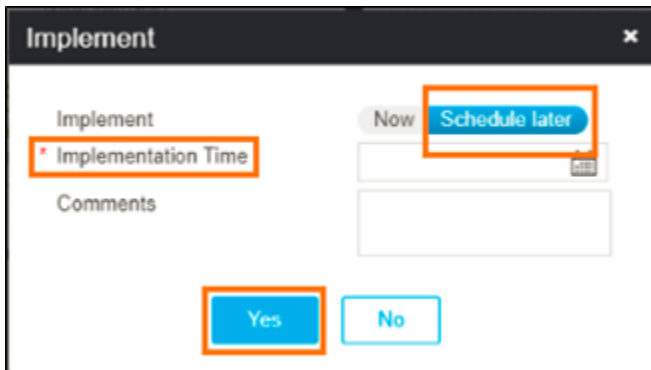 Implement
Implement Now Schedule later
* Implementation Time
Comments
Yes No